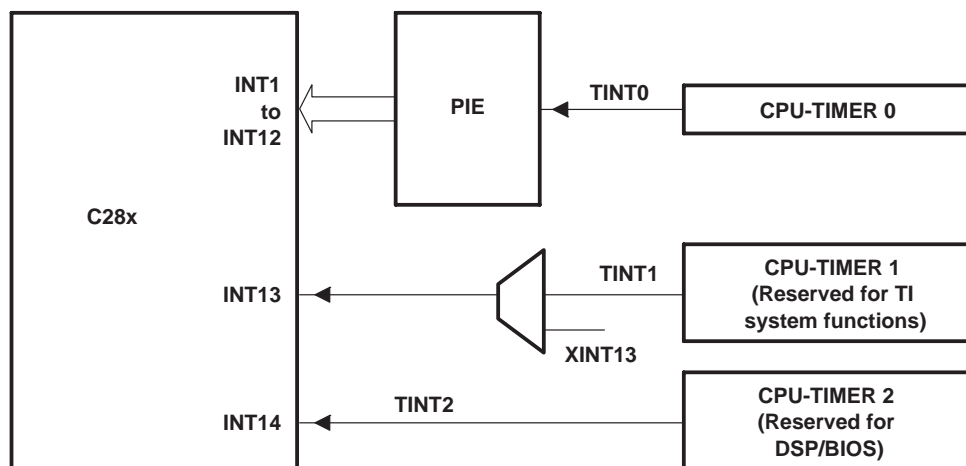 INT1
to
INT12
PIE
TINT0
CPU-TIMER 0
C28x
INT13
TINT1
XINT13
CPU-TIMER 1
(Reserved for TI
system functions)
INT14
TINT2
CPU-TIMER 2
(Reserved for
DSP/BIOS)